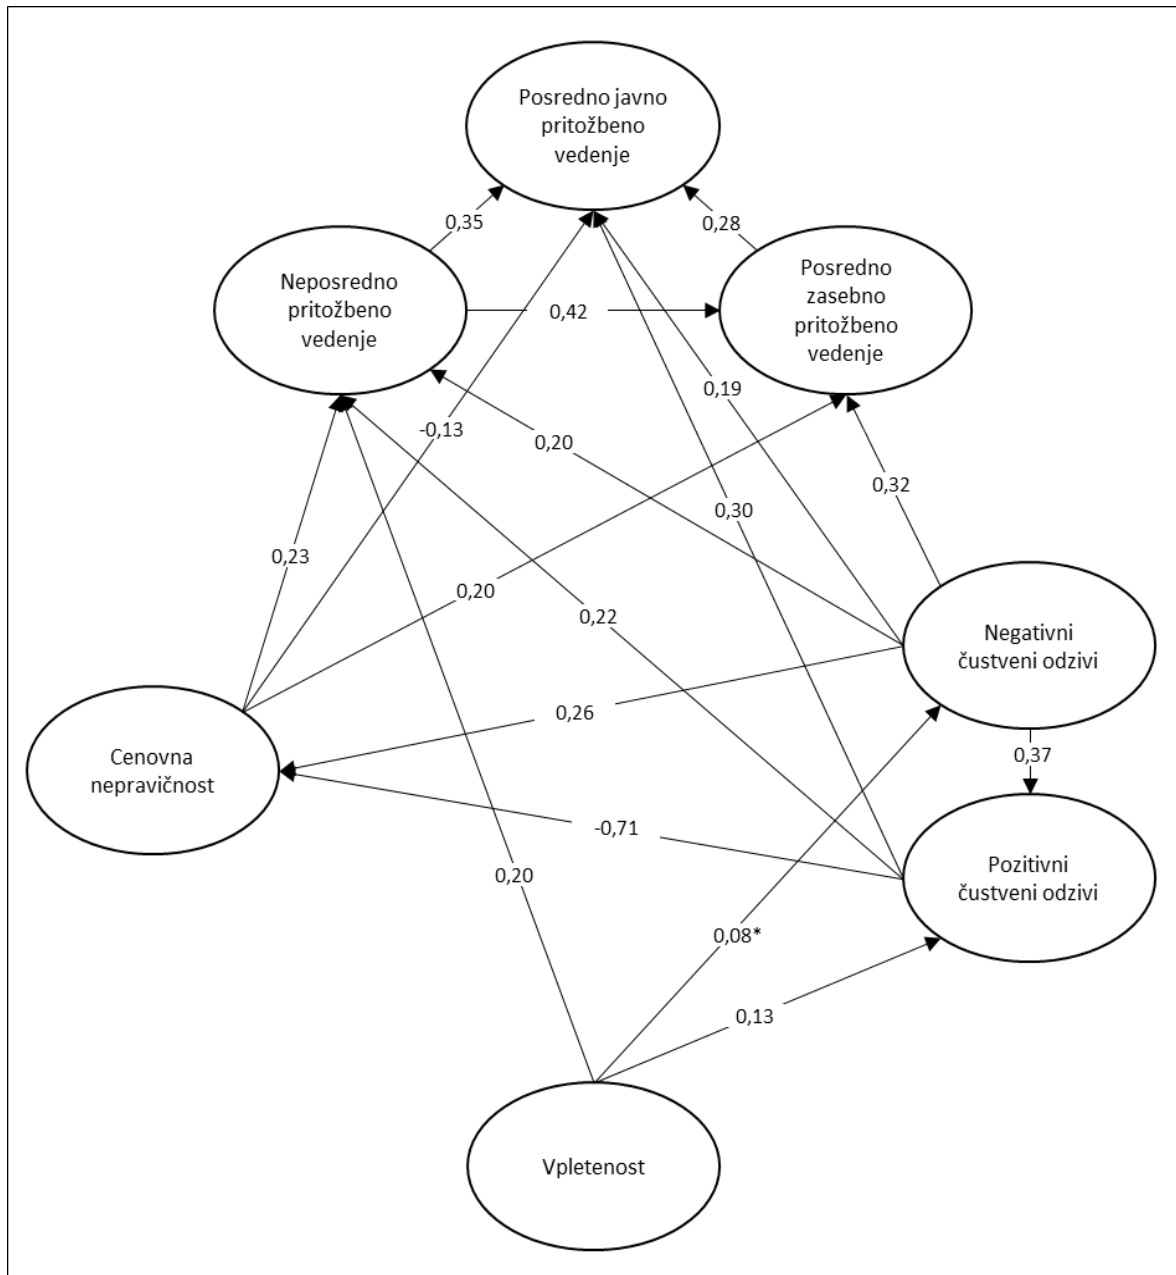 Posredno javno
pritožbeno
vedenje
0,35
0,28
Neposredno
pritožbeno
vedenje
Posredno
zasebno
pritožbeno
vedenje
0,42
0,19
-0,13
0,20
0,32
0,30
0,23
0,20
0,22
Negativni
čustveni odzivi
0,26
Cenovna
nepravičnost
0,37
-0,71
0,20
Pozitivni
čustveni odzivi
0,08*
0,13
Vpletenost